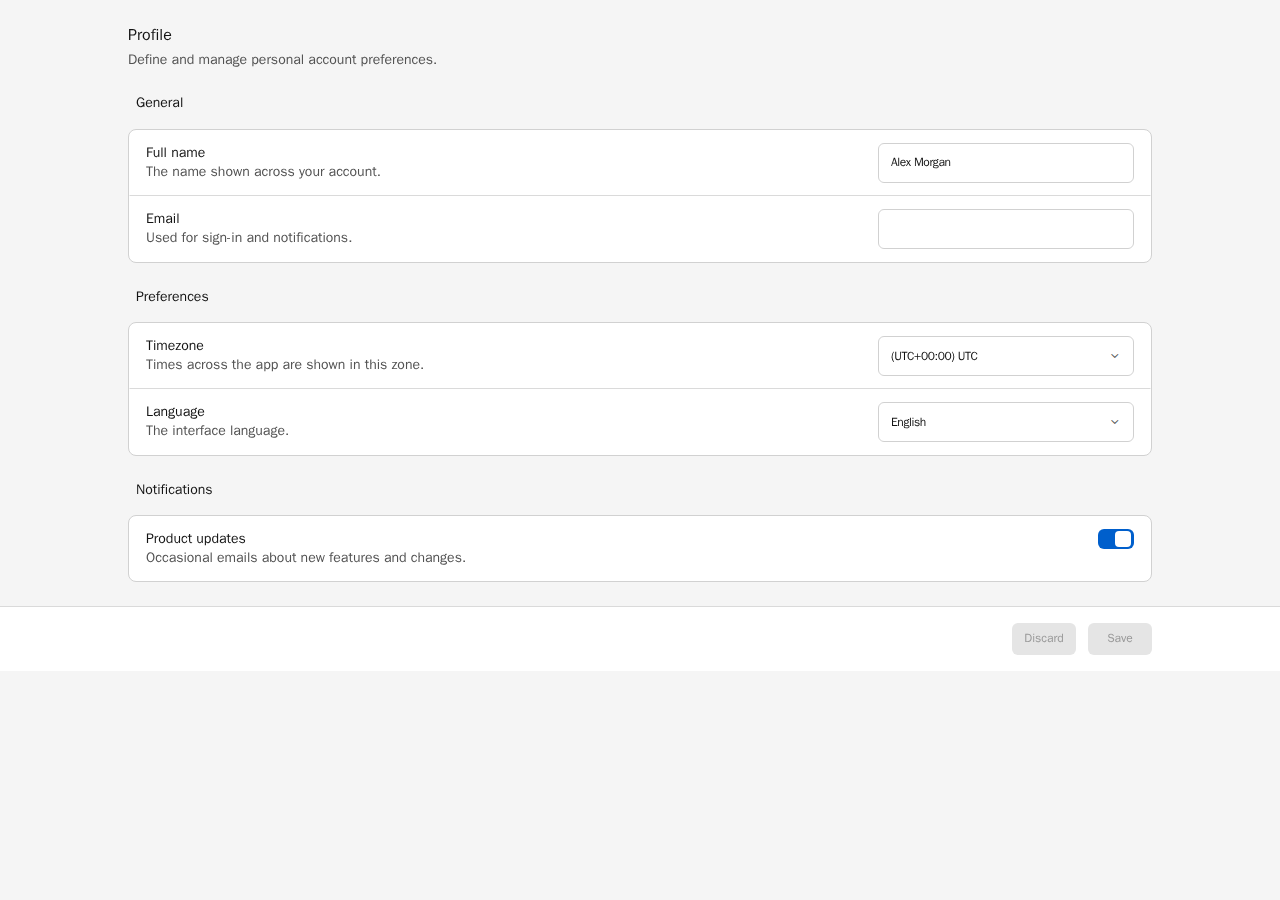 Profile
Define and manage personal account preferences.
General
Full name
The name shown across your account.
Alex Morgan
Email
Used for sign-in and notifications.
Preferences
Timezone
Times across the app are shown in this zone.
(UTC+00:00) UTC
Language
The interface language.
English
Notifications
Product updates
Occasional emails about new features and changes.
Discard
Save